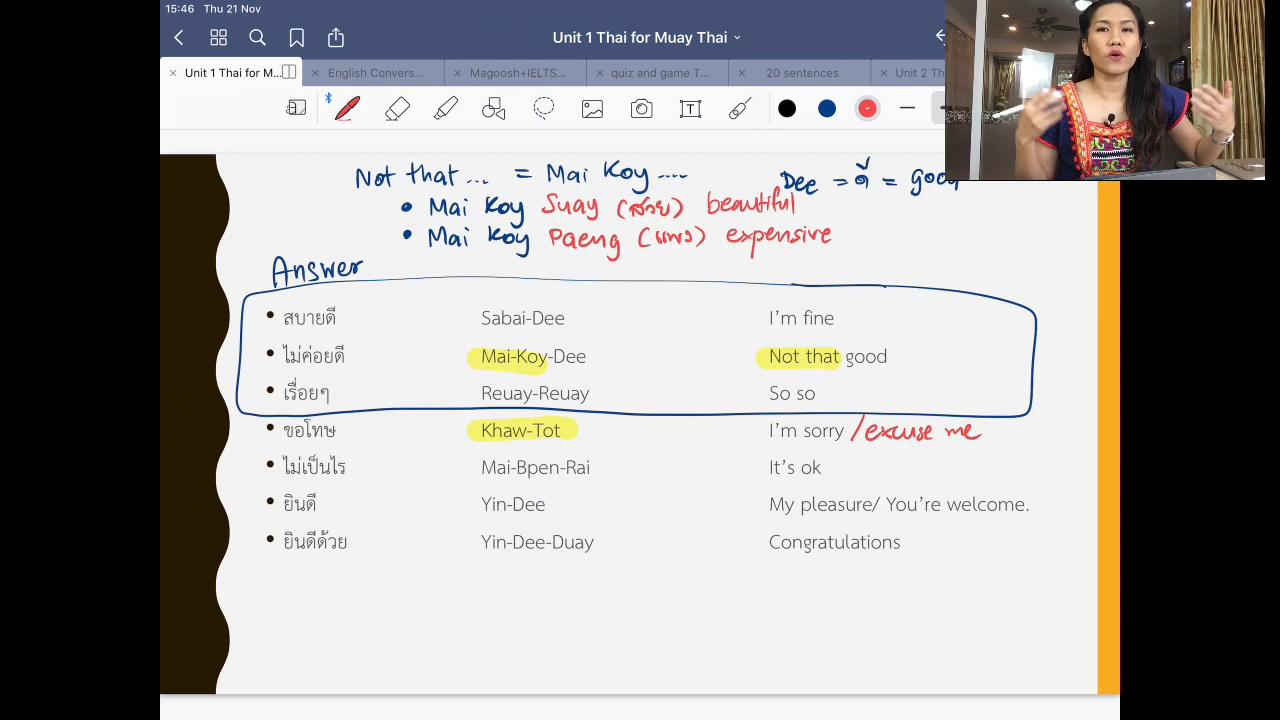 15:46 Thu 21 Nov
Unit 1 Thai for Muay Thai
× Unit 1 Thai for M... × English Convers... × Magoosh+IELTS... × quiz and game T... × 20 sentences Unit 2 Th
Not that ... = Mai Koy .... Dee = ดี = good
• Mai Koy Suay (สวย) beautiful
• Mai Koy Paeng (แพง) expensive
Answer
• สบายดี Sabai-Dee I'm fine
• ไม่ค่อยดี Mai-Koy-Dee Not that good
• เรื่อยๆ Reuay-Reuay So so
• ขอโทษ Khaw-Tot I'm sorry /excuse me
• ไม่เป็นไร Mai-Bpen-Rai It's ok
• ยินดี Yin-Dee My pleasure/ You're welcome.
• ยินดีด้วย Yin-Dee-Duay Congratulations